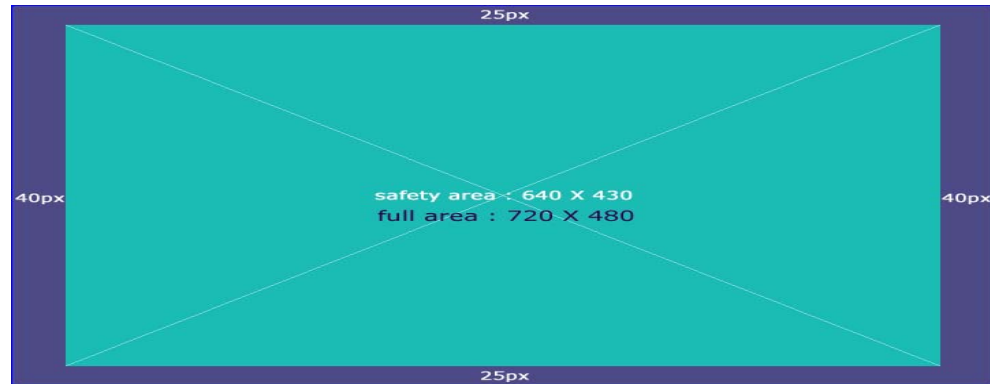 25px
safety area : 640 X 430
40px
40px
full area : 720 X 480
25px